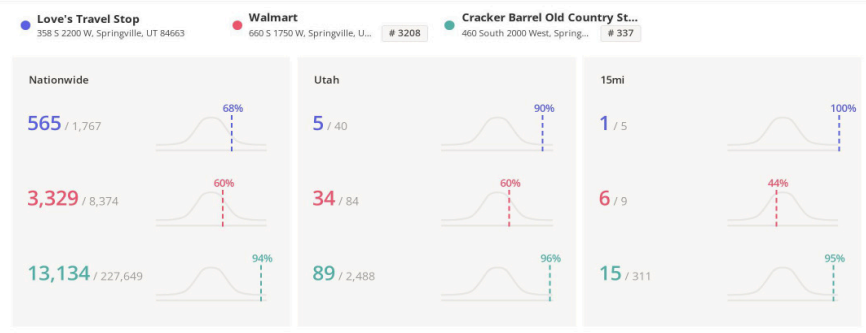 Love's Travel Stop
358 S 2200 W, Springville, UT 84663
Walmart
660 S 1750 W, Springville, U... # 3208
Cracker Barrel Old Country St...
460 South 2000 West, Spring... # 337
Nationwide
68%
565 / 1,767
60%
3,329 / 8,374
94%
13,134 / 227,649
Utah
90%
5 / 40
60%
34 / 84
96%
89 / 2,488
15mi
100%
1 / 5
44%
6 / 9
95%
15 / 311